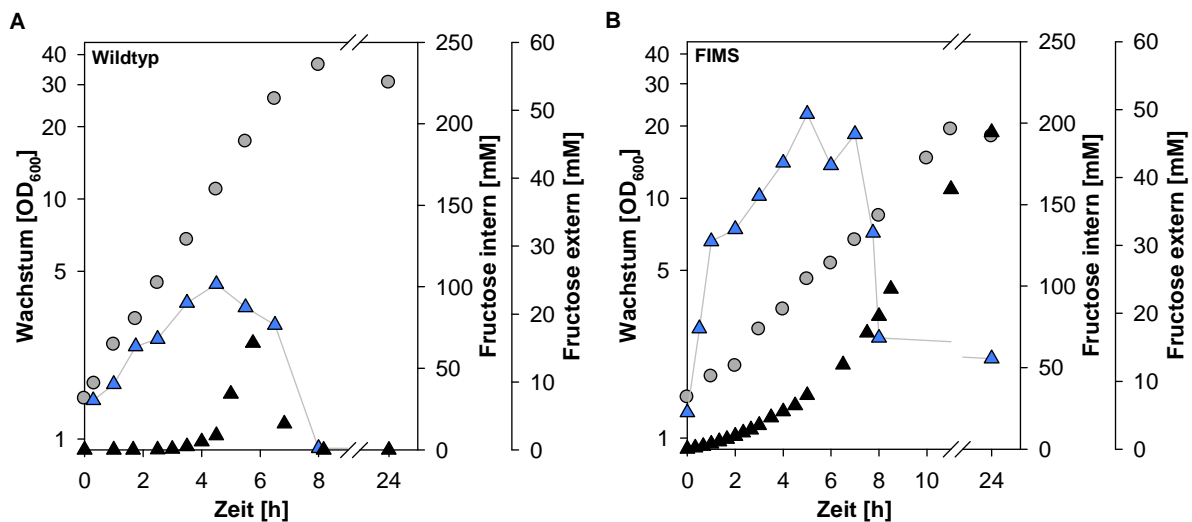 A
Wildtyp
Wachstum [OD600]
40
30
20
10
5
1
0 2 4 6 8 24
Zeit [h]
250
200
150
100
50
0
Fructose intern [mM]
60
50
40
30
20
10
0
Fructose extern [mM]
B
FIMS
Wachstum [OD600]
40
30
20
10
5
1
0 2 4 6 8 10 24
Zeit [h]
250
200
150
100
50
0
Fructose intern [mM]
60
50
40
30
20
10
0
Fructose extern [mM]